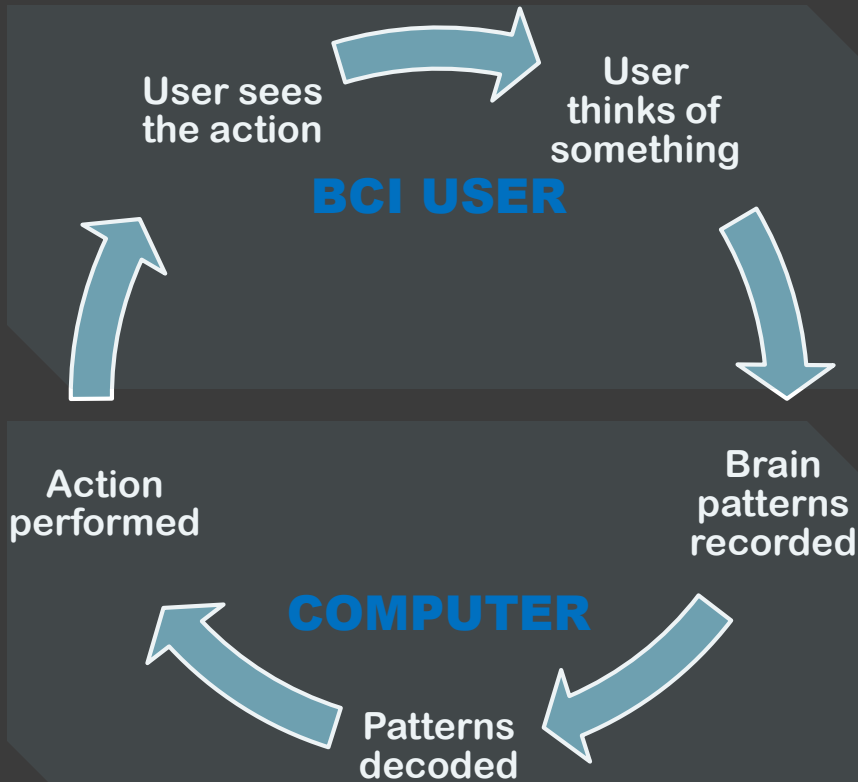 User sees
the action
User
thinks of
something
BCI USER
Action
performed
Brain
patterns
recorded
COMPUTER
Patterns
decoded